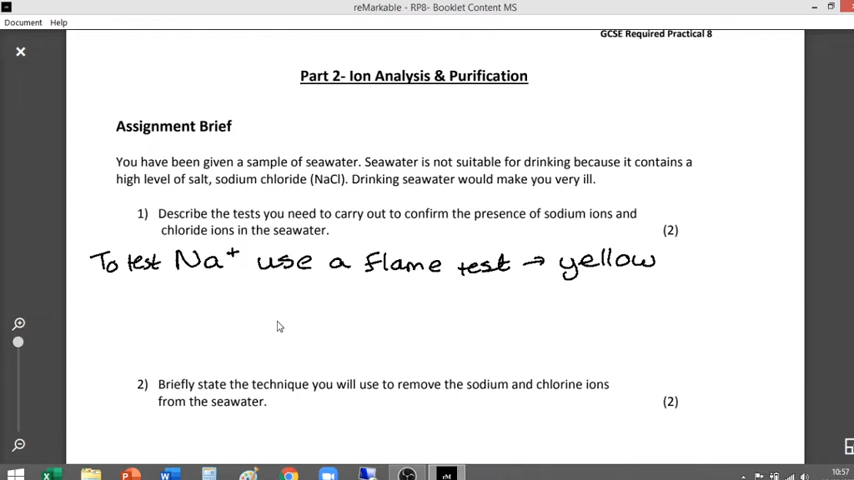 reMarkable - RP8- Booklet Content MS
Document Help
GCSE Required Practical 8
Part 2- Ion Analysis & Purification
Assignment Brief
You have been given a sample of seawater. Seawater is not suitable for drinking because it contains a
high level of salt, sodium chloride (NaCl). Drinking seawater would make you very ill.
1) Describe the tests you need to carry out to confirm the presence of sodium ions and
chloride ions in the seawater. (2)
To test Na⁺ use a flame test → yellow
2) Briefly state the technique you will use to remove the sodium and chlorine ions
from the seawater. (2)
rM
10:57